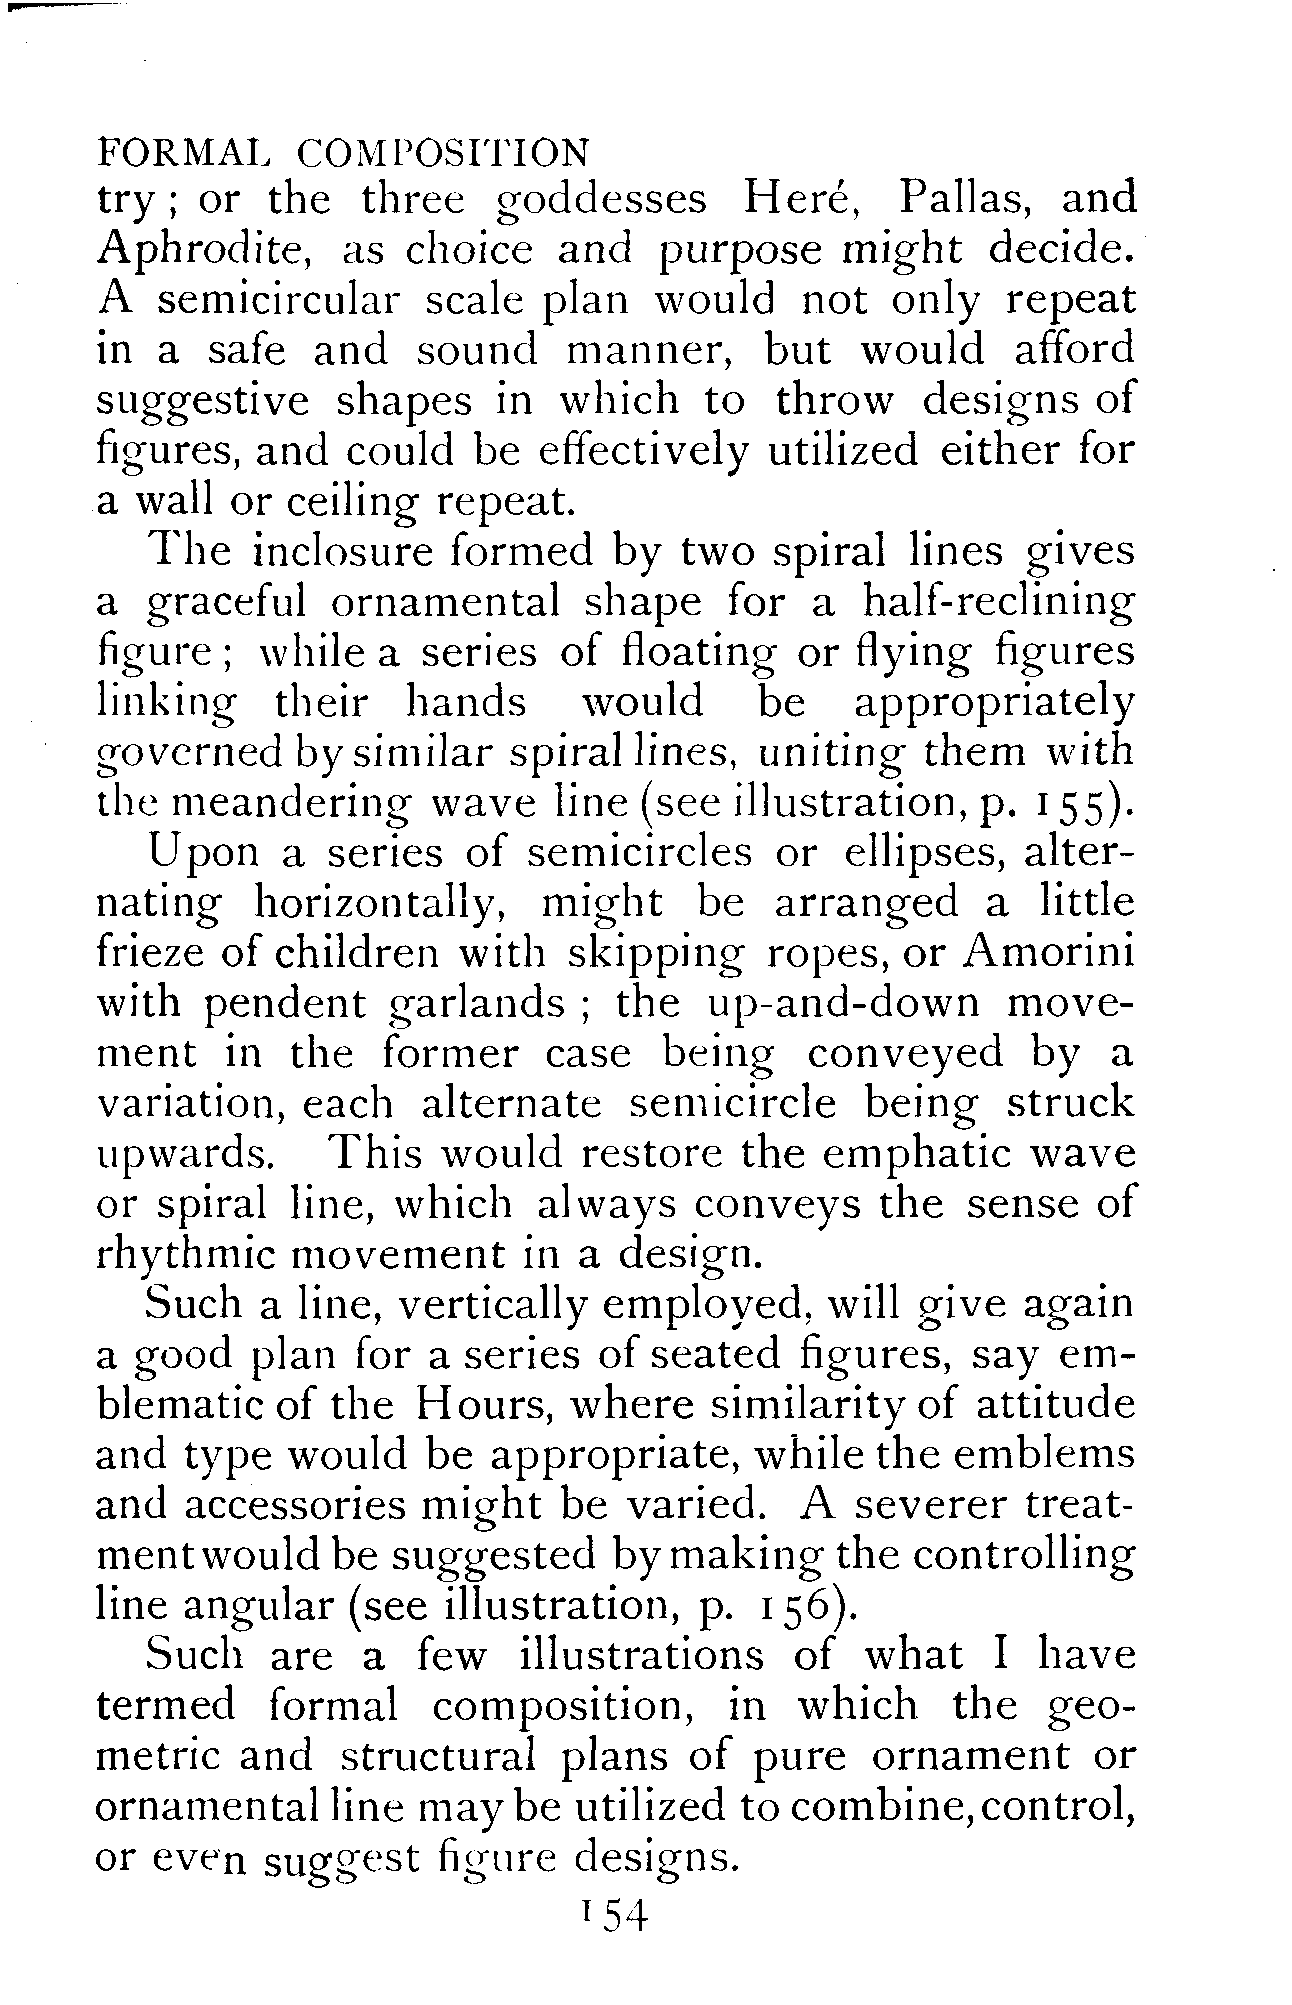 FORMAL COMPOSITION
try ; or the three goddesses Heré, Pallas, and
Aphrodite, as choice and purpose might decide.
A semicircular scale plan would not only repeat
in a safe and sound manner, but would afford
suggestive shapes in which to throw designs of
figures, and could be effectively utilized either for
a wall or ceiling repeat.
The inclosure formed by two spiral lines gives
a graceful ornamental shape for a half-reclining
figure ; while a series of floating or flying figures
linking their hands would be appropriately
governed by similar spiral lines, uniting them with
the meandering wave line (see illustration, p. 155).
Upon a series of semicircles or ellipses, alter-
nating horizontally, might be arranged a little
frieze of children with skipping ropes, or Amorini
with pendent garlands ; the up-and-down move-
ment in the former case being conveyed by a
variation, each alternate semicircle being struck
upwards. This would restore the emphatic wave
or spiral line, which always conveys the sense of
rhythmic movement in a design.
Such a line, vertically employed, will give again
a good plan for a series of seated figures, say em-
blematic of the Hours, where similarity of attitude
and type would be appropriate, while the emblems
and accessories might be varied. A severer treat-
ment would be suggested by making the controlling
line angular (see illustration, p. 156).
Such are a few illustrations of what I have
termed formal composition, in which the geo-
metric and structural plans of pure ornament or
ornamental line may be utilized to combine, control,
or even suggest figure designs.
154